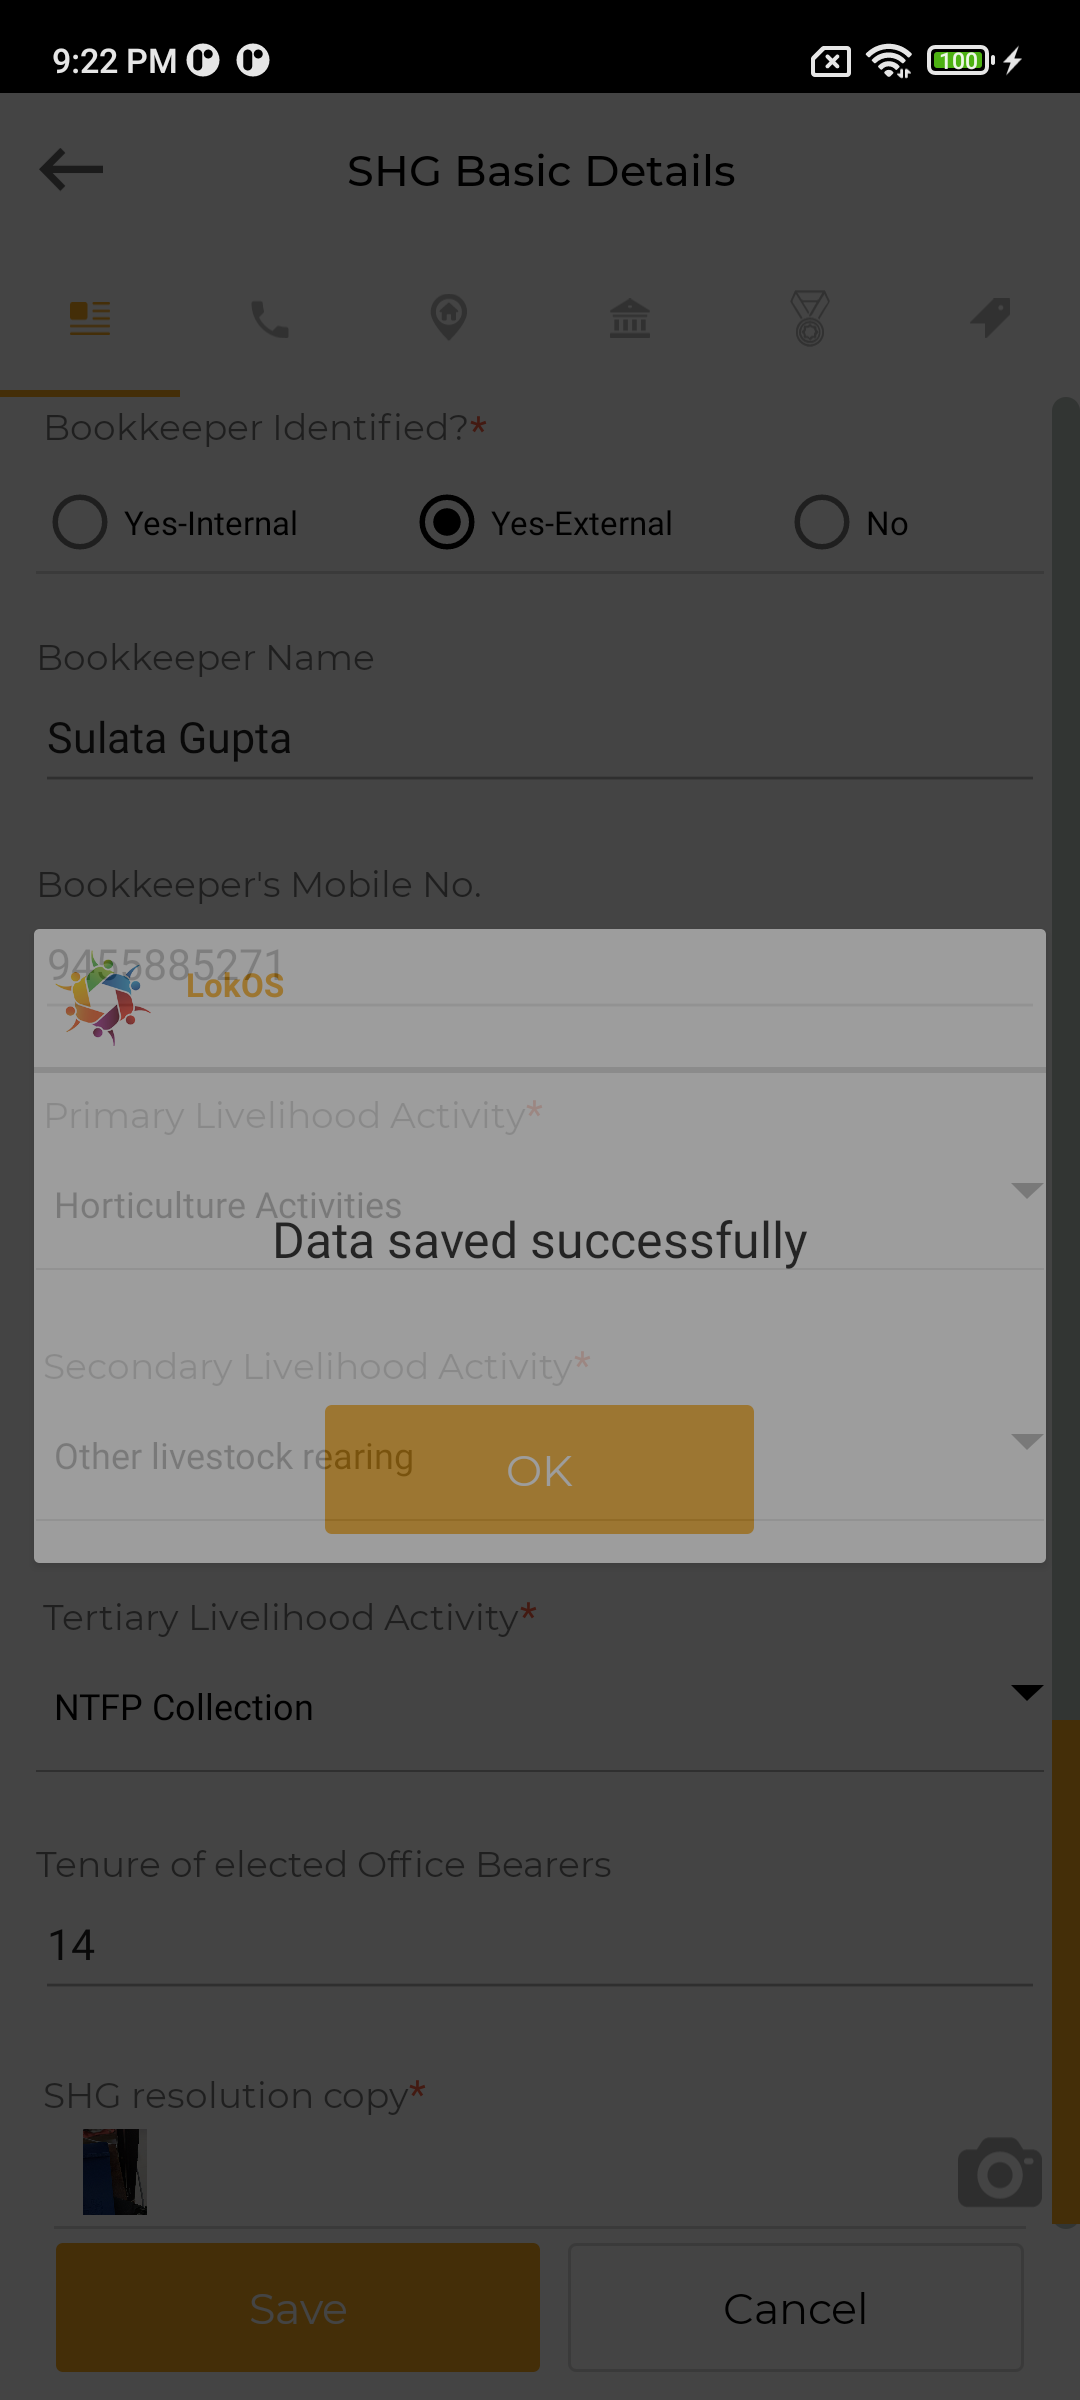 9:22 PM
100
SHG Basic Details
Bookkeeper Identified?*
Yes-Internal Yes-External No
Bookkeeper Name
Sulata Gupta
Bookkeeper's Mobile No.
9455885271
LokOS
Primary Livelihood Activity*
Horticulture Activities
Data saved successfully
Secondary Livelihood Activity*
Other livestock rearing
OK
Tertiary Livelihood Activity*
NTFP Collection
Tenure of elected Office Bearers
14
SHG resolution copy*
Save Cancel